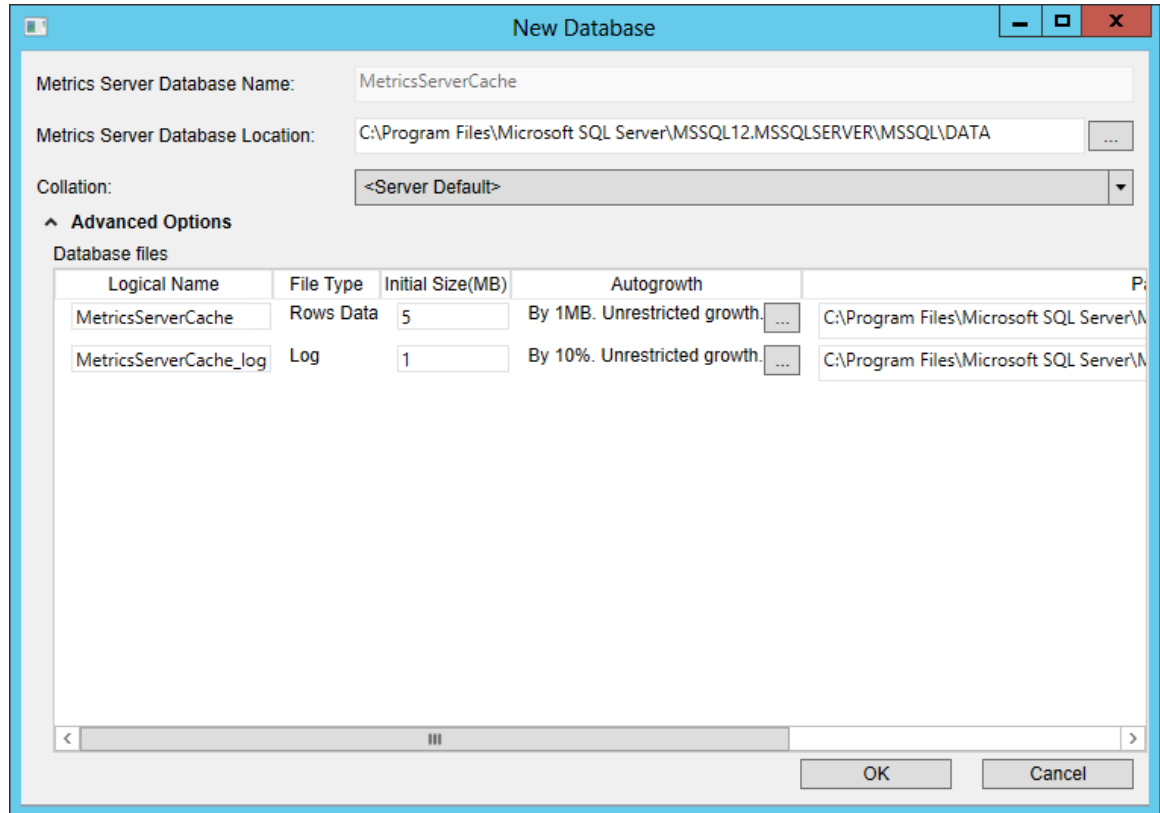 New Database
Metrics Server Database Name: MetricsServerCache
Metrics Server Database Location: C:\Program Files\Microsoft SQL Server\MSSQL12.MSSQLSERVER\MSSQL\DATA ...
Collation: <Server Default>
Advanced Options
Database files
Logical Name File Type Initial Size(MB) Autogrowth
MetricsServerCache Rows Data 5 By 1MB. Unrestricted growth. ... C:\Program Files\Microsoft SQL Server\
MetricsServerCache_log Log 1 By 10%. Unrestricted growth. ... C:\Program Files\Microsoft SQL Server\
OK Cancel